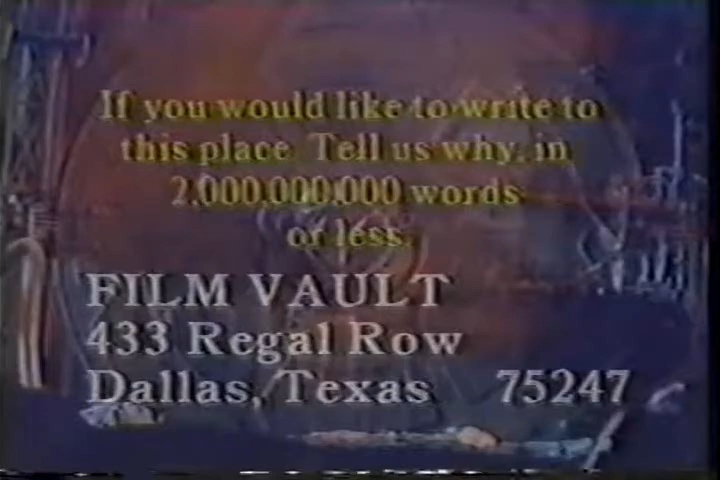 If you would like to write to
this place. Tell us why, in
2,000,000,000 words
or less.
FILM VAULT
433 Regal Row
Dallas, Texas 75247